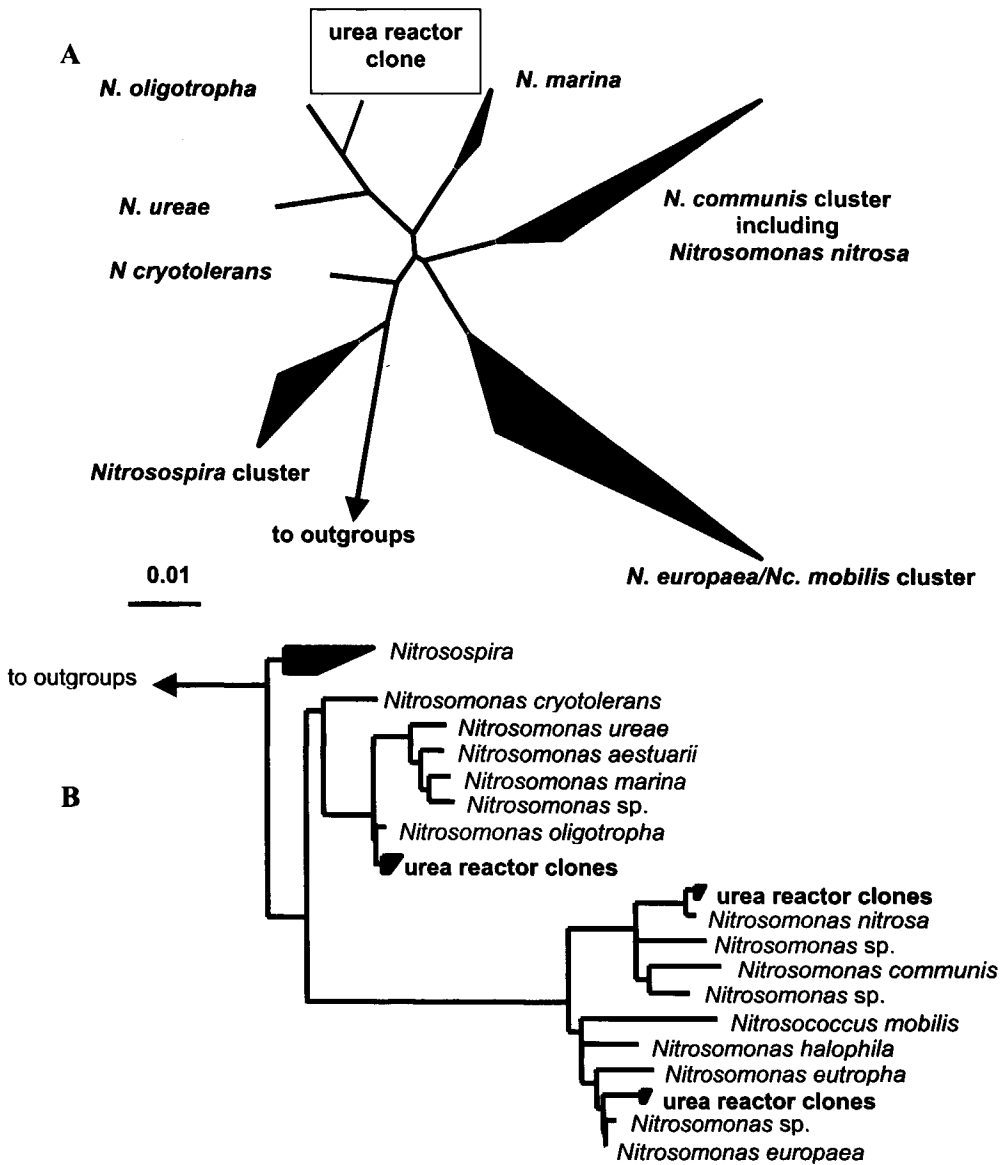 A
urea reactor
clone
N. oligotropha
N. marina
N. ureae
N. communis cluster
including
Nitrosomonas nitrosa
N cryotolerans
Nitrosospira cluster
to outgroups
N. europaea/Nc. mobilis cluster
0.01
B
to outgroups
Nitrosospira
Nitrosomonas cryotolerans
Nitrosomonas ureae
Nitrosomonas aestuarii
Nitrosomonas marina
Nitrosomonas sp.
Nitrosomonas oligotropha
urea reactor clones
urea reactor clones
Nitrosomonas nitrosa
Nitrosomonas sp.
Nitrosomonas communis
Nitrosomonas sp.
Nitrosococcus mobilis
Nitrosomonas halophila
Nitrosomonas eutropha
urea reactor clones
Nitrosomonas sp.
Nitrosomonas europaea